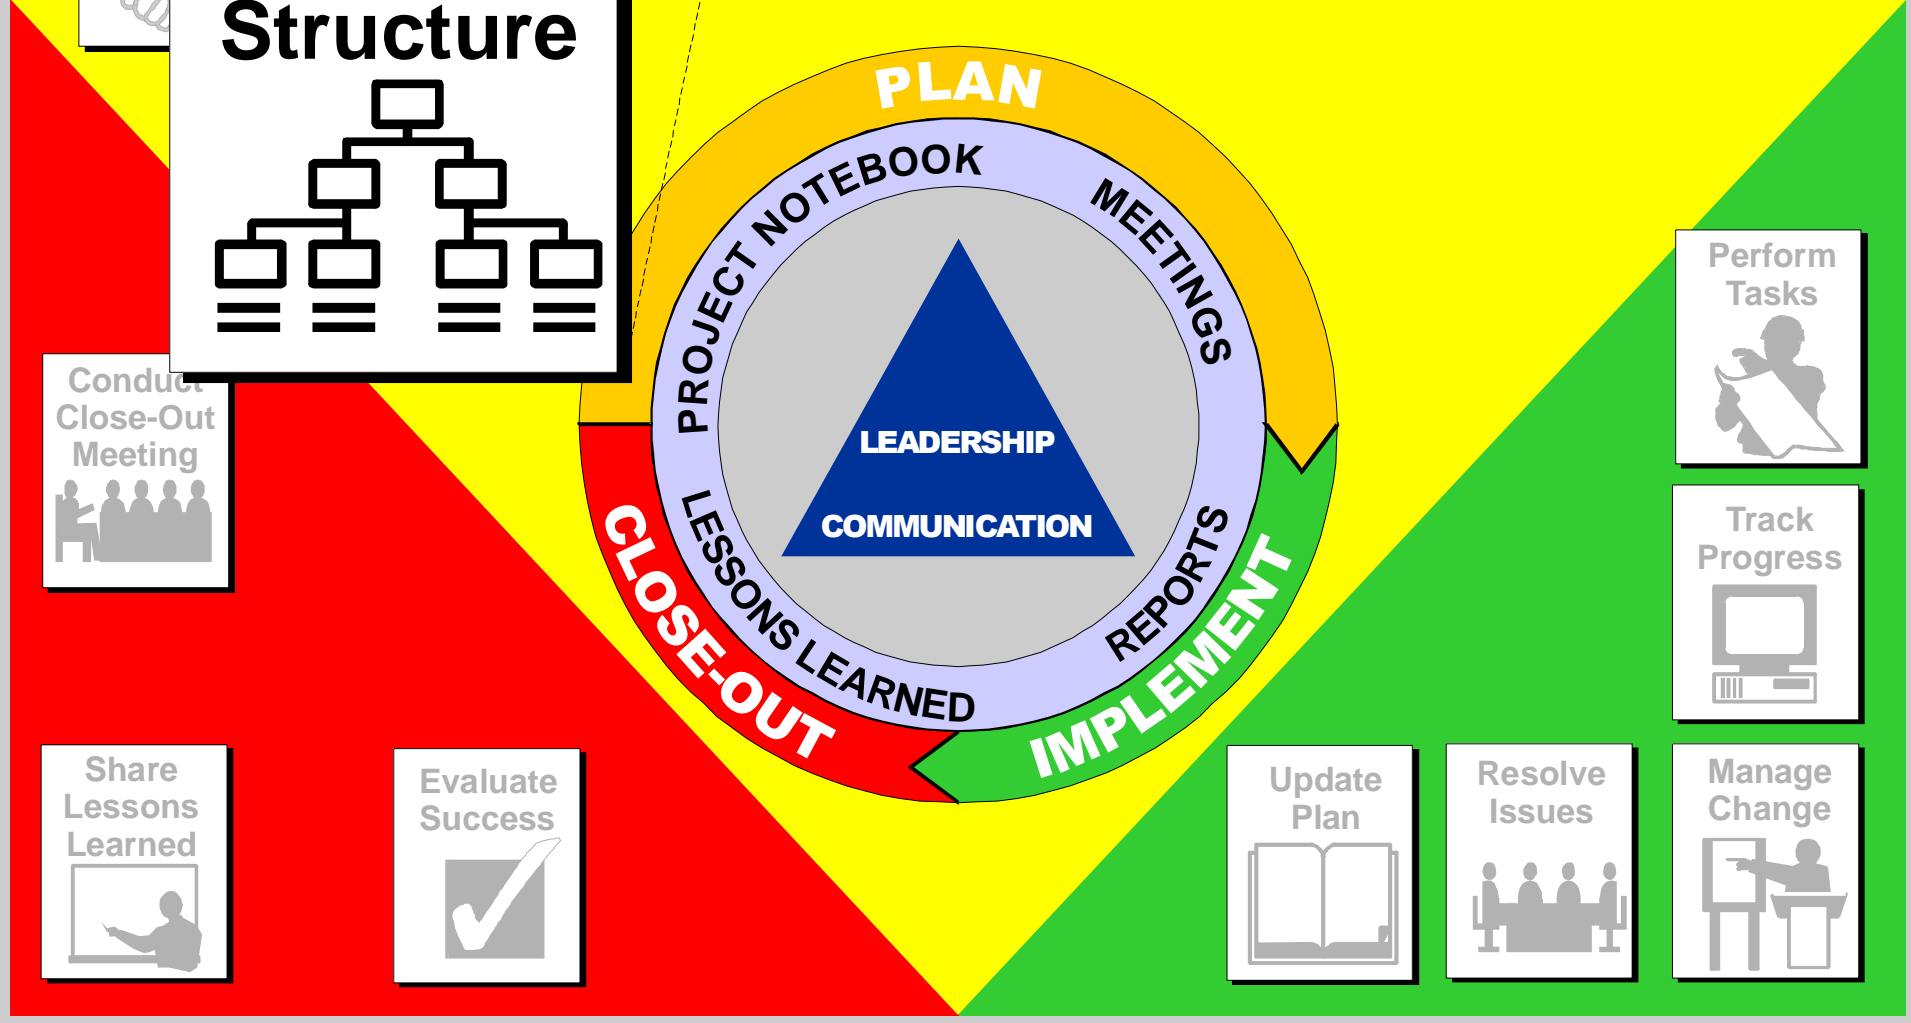 Structure
PLAN
PROJECT NOTEBOOK
MEETINGS
Perform
Tasks
Conduct
Close-Out
Meeting
LEADERSHIP
COMMUNICATION
CLOSE-OUT
LESSONS LEARNED
REPORTS
IMPLEMENT
Track
Progress
Share
Lessons
Learned
Evaluate
Success
Update
Plan
Resolve
Issues
Manage
Change